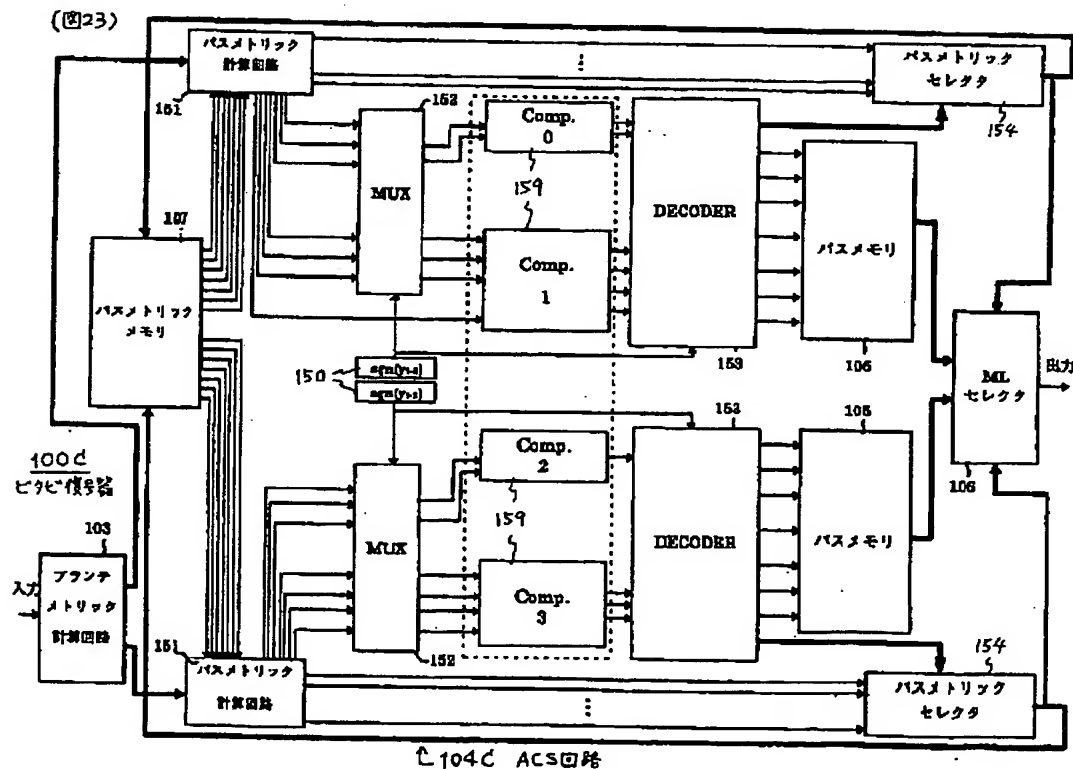 (図23)
パスメトリック
計算回路
151
152
MUX
Comp.
0
159
Comp.
1
DECODER
153
パスメトリック
セレクタ
154
パスメモリ
106
107
パスメトリック
メモリ
150
ML
セレクタ
106
出力
100c
ビタビ復号器
103
入力
ブランチ
メトリック
計算回路
151
パスメトリック
計算回路
MUX
152
Comp.
2
159
Comp.
3
153
DECODER
105
パスメモリ
154
パスメトリック
セレクタ
104c ACS回路